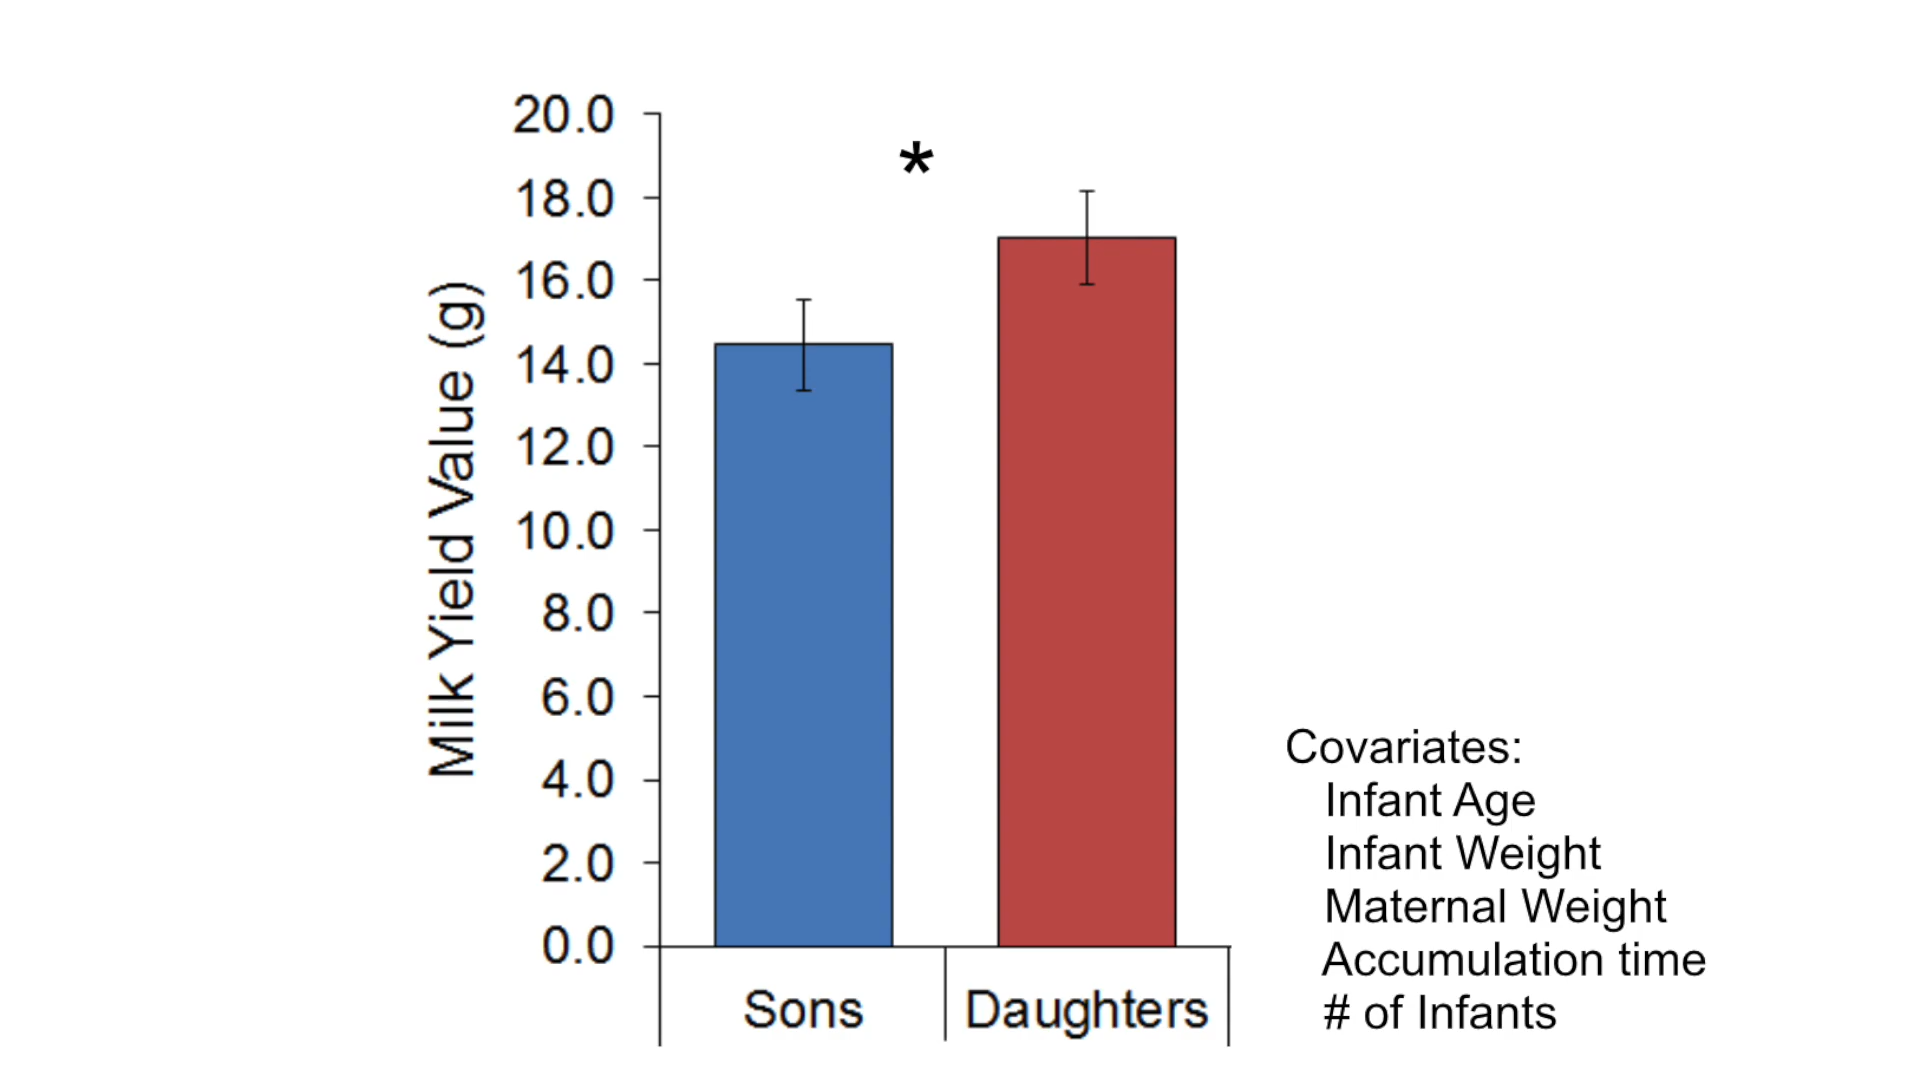 Milk Yield Value (g)
20.0
18.0
16.0
14.0
12.0
10.0
8.0
6.0
4.0
2.0
0.0
*
Sons
Daughters
Covariates:
Infant Age
Infant Weight
Maternal Weight
Accumulation time
# of Infants